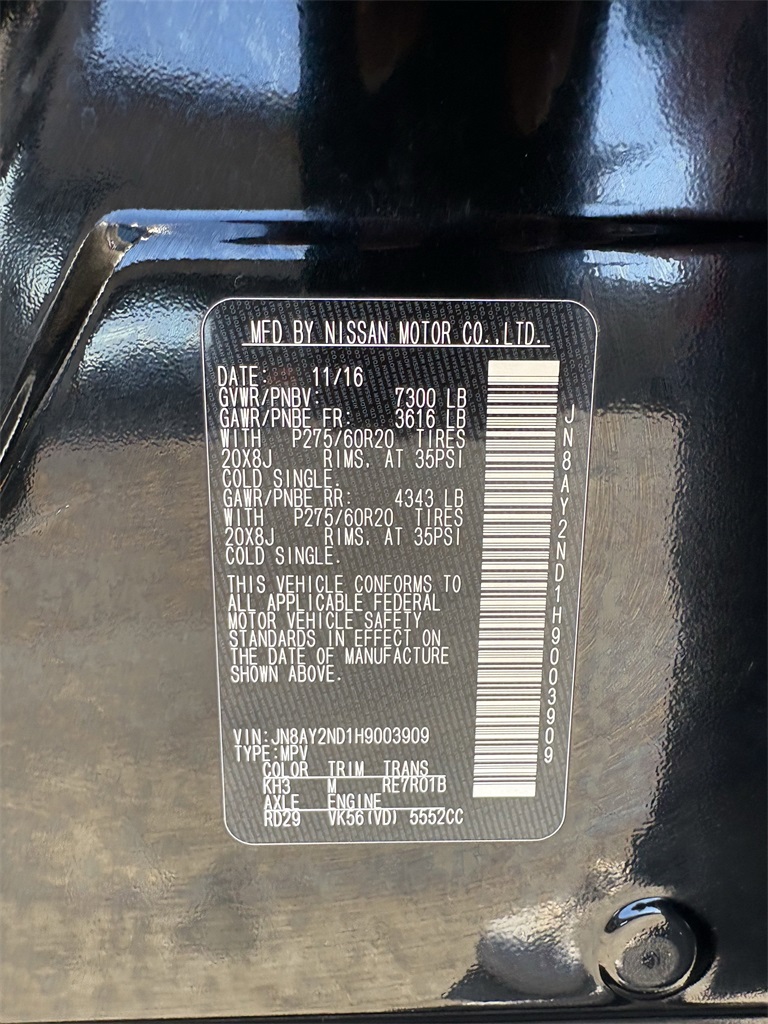 MFD BY NISSAN MOTOR CO.,LTD.
DATE: 11/16
GVWR/PNBV: 7300 LB
GAWR/PNBE FR: 3616 LB
WITH P275/60R20 TIRES
20X8J RIMS, AT 35PSI
COLD SINGLE.
GAWR/PNBE RR: 4343 LB
WITH P275/60R20 TIRES
20X8J RIMS, AT 35PSI
COLD SINGLE.
THIS VEHICLE CONFORMS TO
ALL APPLICABLE FEDERAL
MOTOR VEHICLE SAFETY
STANDARDS IN EFFECT ON
THE DATE OF MANUFACTURE
SHOWN ABOVE.
VIN:JN8AY2ND1H9003909
TYPE:MPV
COLOR TRIM TRANS
KH3 M RE7R01B
AXLE ENGINE
RD29 VK56(VD) 5552CC
JN8AY2ND1H9003909